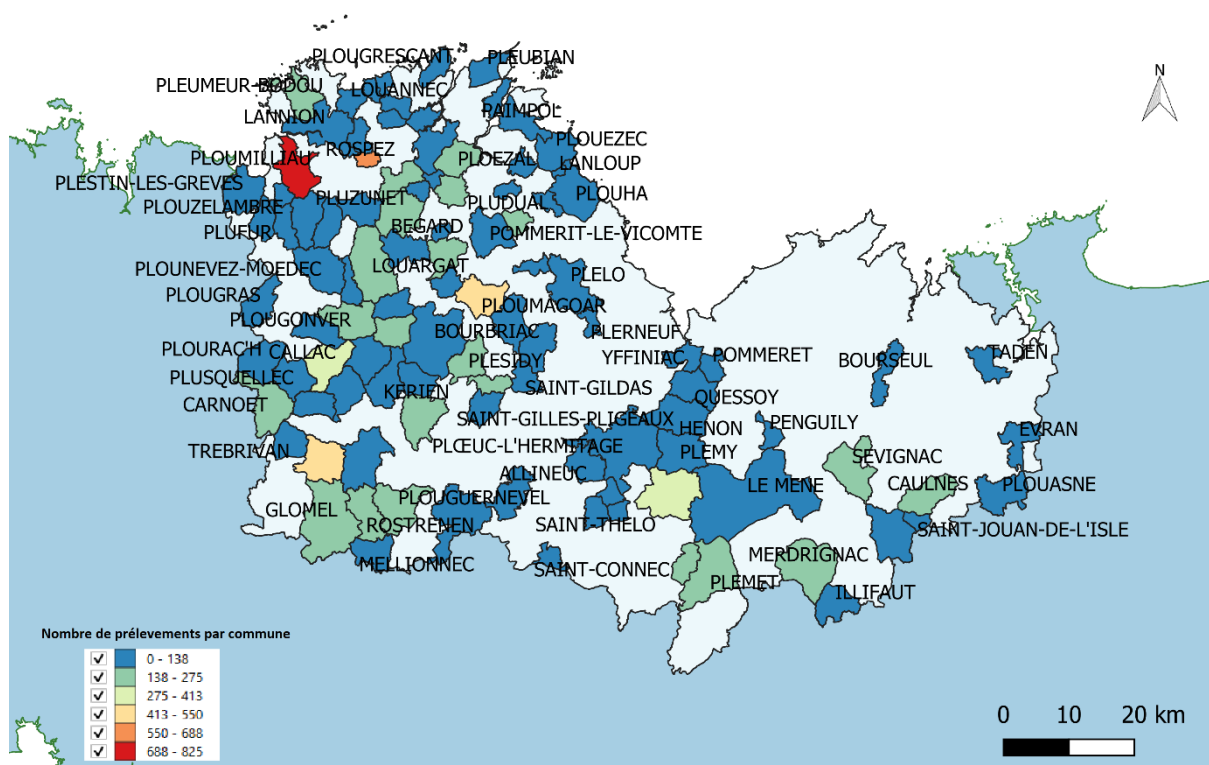 PLOUGRESCANT
PLEUBIAN
N
PLEUMEUR-BODOU
LOUANNEC
LANNION
PAIMPOL
PLOUEZEC
ROSPEZ
PLOUMILLIAU
PLOEZAL
LANLOUP
PLESTIN-LES-GREVES
PLUZUNET
PLOUHA
PLOUZELAMBRE
PLUDUAL
BEGARD
PLUFUR
POMMERIT-LE-VICOMTE
PLOUNEVEZ-MOEDEC
LOUARGAT
PLELO
PLOUGRAS
PLOUMAGOAR
PLOUGONVER
BOURBRIAC
PLERNEUF
PLOURAC'H
CALLAC
PLESIDY
YFFINIAC
POMMERET
BOURSEUL
TADEN
PLUSQUELLEC
KERIEN
SAINT-GILDAS
QUESSOY
CARNOET
SAINT-GILLES-PLIGEAUX
HENON
PENGUILY
EVRAN
TREBRIVAN
PLŒUC-L'HERMITAGE
PLEMY
SEVIGNAC
ALLINEUC
LE MENE
CAULNES
PLOUASNE
GLOMEL
PLOUGUERNEVEL
ROSTRENEN
SAINT-THELO
SAINT-JOUAN-DE-L'ISLE
MELLIONNEC
SAINT-CONNEC
MERDRIGNAC
PLEMET
ILLIFAUT
Nombre de prélevements par commune
0 - 138
138 - 275
275 - 413
413 - 550
550 - 688
688 - 825
0 10 20 km